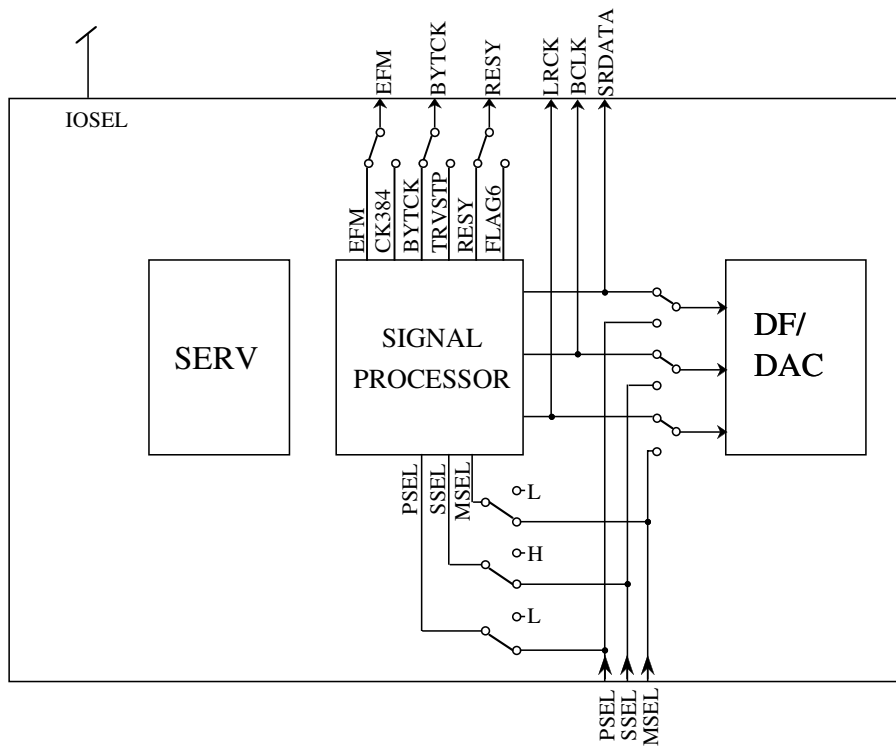 EFM
BYTCK
RESY
LRCK
BCLK
SRDATA
IOSEL
EFM
CK384
BYTCK
TRVSTP
RESY
FLAG6
SERV
SIGNAL
PROCESSOR
DF/
DAC
PSEL
SSEL
MSEL
L
H
L
PSEL
SSEL
MSEL